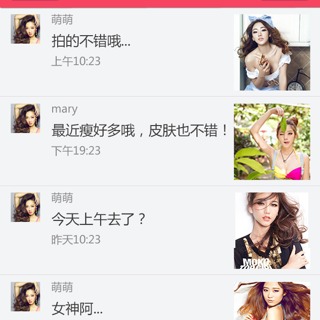 萌萌
拍的不错哦...
上午10:23
mary
最近瘦好多哦，皮肤也不错！
下午19:23
萌萌
今天上午去了？
昨天10:23
萌萌
女神阿...